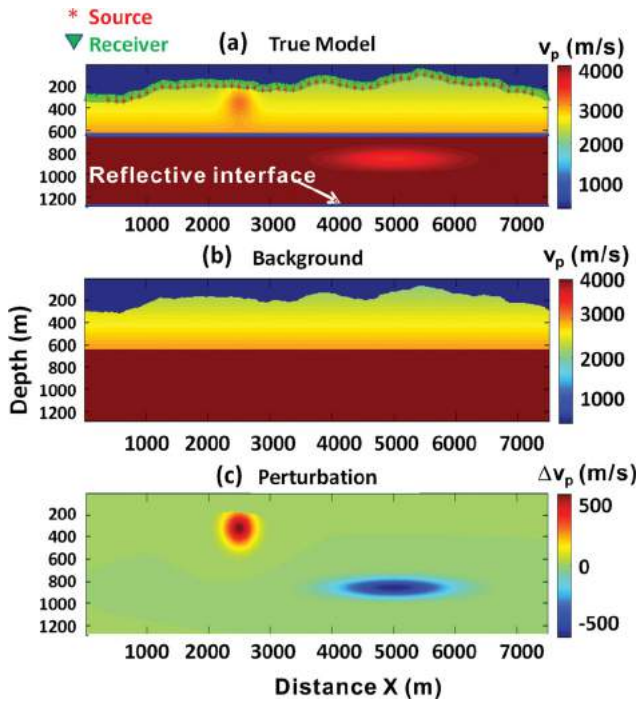 * Source
▼ Receiver
(a) True Model
v_p (m/s)
200
400
600
800
1000
1200
Reflective interface
1000 2000 3000 4000 5000 6000 7000
4000
3000
2000
1000
(b) Background
v_p (m/s)
200
400
600
800
1000
1200
1000 2000 3000 4000 5000 6000 7000
4000
3000
2000
1000
Depth (m)
(c) Perturbation
Δv_p (m/s)
200
400
600
800
1000
1200
1000 2000 3000 4000 5000 6000 7000
500
0
-500
Distance X (m)